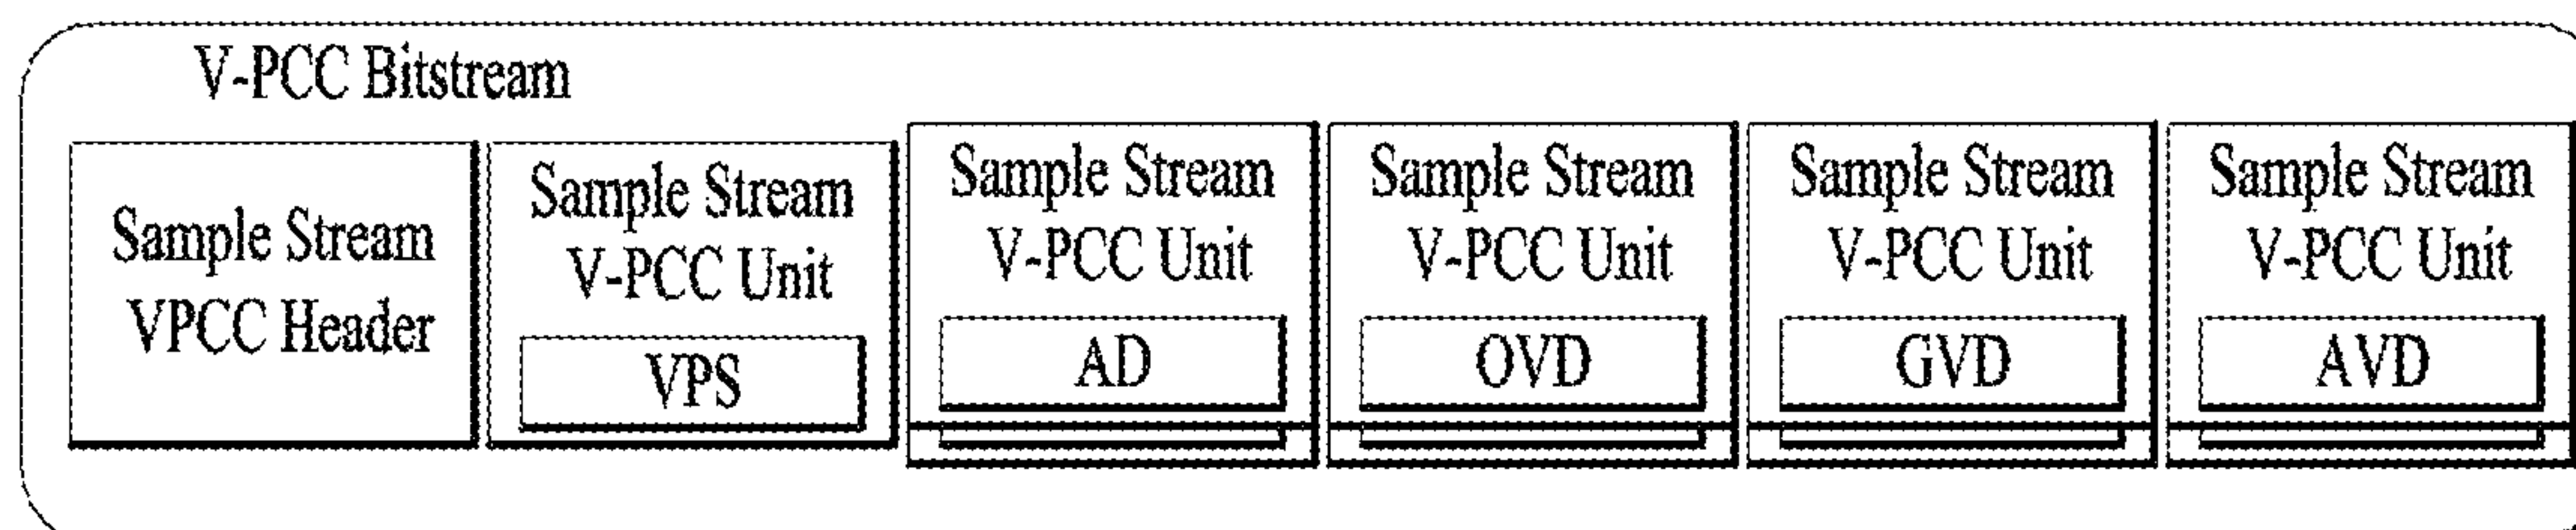 V-PCC Bitstream
Sample Stream
VPCC Header
Sample Stream
V-PCC Unit
VPS
Sample Stream
V-PCC Unit
AD
Sample Stream
V-PCC Unit
OVD
Sample Stream
V-PCC Unit
GVD
Sample Stream
V-PCC Unit
AVD